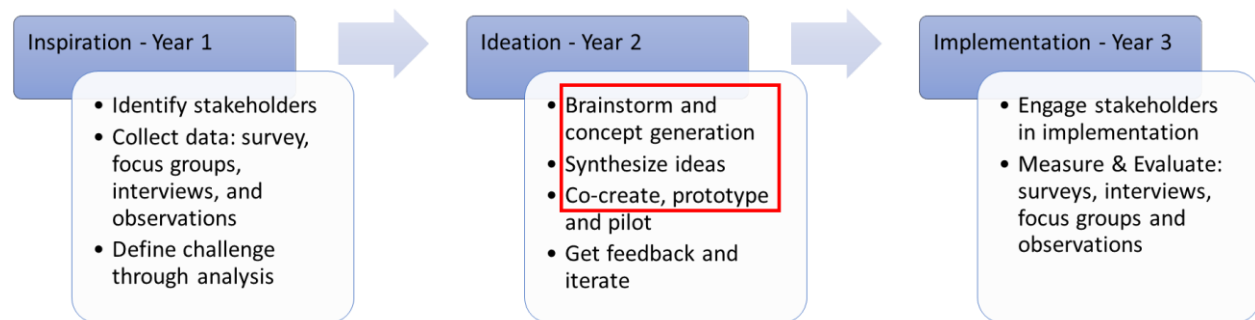 Inspiration - Year 1
• Identify stakeholders
• Collect data: survey,
focus groups,
interviews, and
observations
• Define challenge
through analysis
Ideation - Year 2
• Brainstorm and
concept generation
• Synthesize ideas
• Co-create, prototype
and pilot
• Get feedback and
iterate
Implementation - Year 3
• Engage stakeholders
in implementation
• Measure & Evaluate:
surveys, interviews,
focus groups and
observations